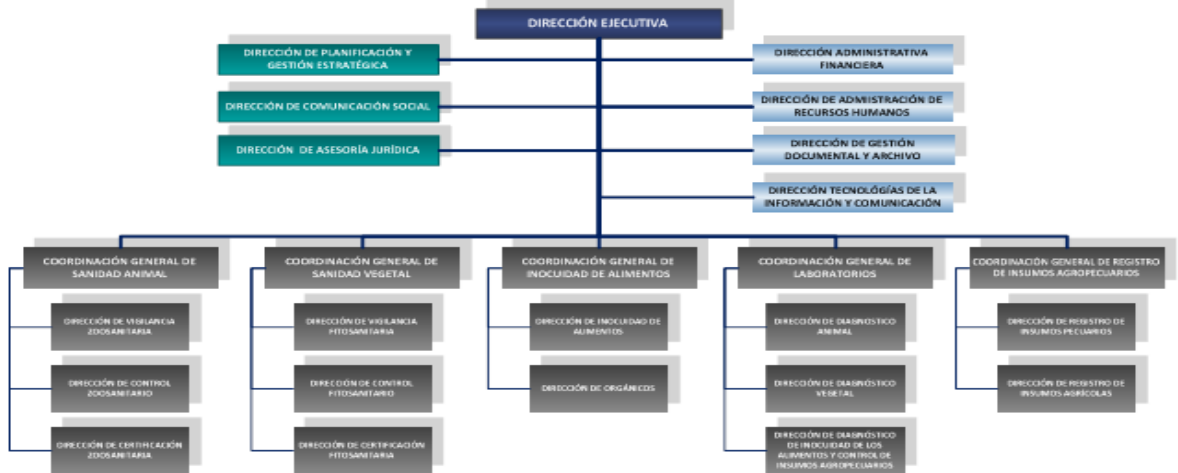 DIRECCIÓN EJECUTIVA
DIRECCIÓN DE PLANIFICACIÓN Y
GESTIÓN ESTRATÉGICA
DIRECCIÓN ADMINISTRATIVA
FINANCIERA
DIRECCIÓN DE COMUNICACIÓN SOCIAL
DIRECCIÓN DE ADMISTRACIÓN DE
RECURSOS HUMANOS
DIRECCIÓN DE ASESORÍA JURÍDICA
DIRECCIÓN DE GESTIÓN
DOCUMENTAL Y ARCHIVO
DIRECCIÓN TECNOLÓGÍAS DE LA
INFORMACIÓN Y COMUNICACIÓN
COORDINACIÓN GENERAL DE
SANIDAD ANIMAL
COORDINACIÓN GENERAL DE
SANIDAD VEGETAL
COORDINACIÓN GENERAL DE
INOCUIDAD DE ALIMENTOS
COORDINACIÓN GENERAL DE
LABORATORIOS
COORDINACIÓN GENERAL DE REGISTRO
DE INSUMOS AGROPECUARIOS
DIRECCIÓN DE VIGILANCIA
ZOOSANITARIA
DIRECCIÓN DE VIGILANCIA
FITOSANITARIA
DIRECCIÓN DE INOCUIDAD DE
ALIMENTOS
DIRECCIÓN DE DIAGNOSTICO
ANIMAL
DIRECCIÓN DE REGISTRO DE
INSUMOS PECUARIOS
DIRECCIÓN DE CONTROL
ZOOSANITARIO
DIRECCIÓN DE CONTROL
FITOSANITARIO
DIRECCIÓN DE ORGÁNICOS
DIRECCIÓN DE DIAGNÓSTICO
VEGETAL
DIRECCIÓN DE REGISTRO DE
INSUMOS AGRÍCOLAS
DIRECCIÓN DE CERTIFICACIÓN
ZOOSANITARIA
DIRECCIÓN DE CERTIFICACIÓN
FITOSANITARIA
DIRECCIÓN DE DIAGNÓSTICO
DE INOCUIDAD DE LOS
ALIMENTOS Y CONTROL DE
INSUMOS AGROPECUARIOS